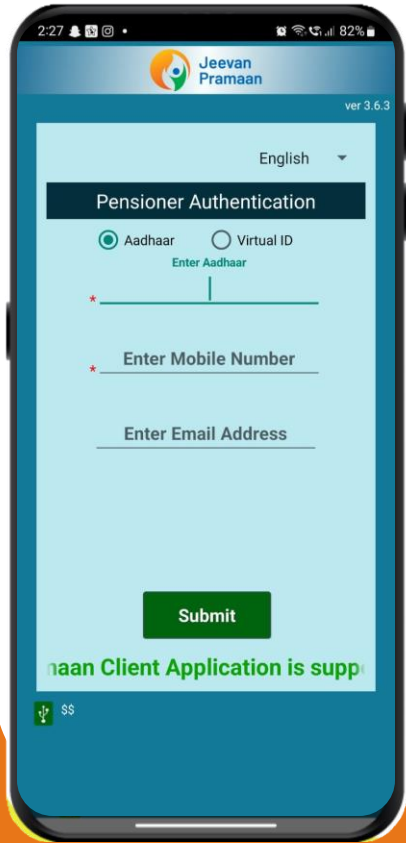 2:27 82%
Jeevan
Pramaan
ver 3.6.3
English
Pensioner Authentication
Aadhaar Virtual ID
Enter Aadhaar
*
* Enter Mobile Number
Enter Email Address
Submit
naan Client Application is supp
$$